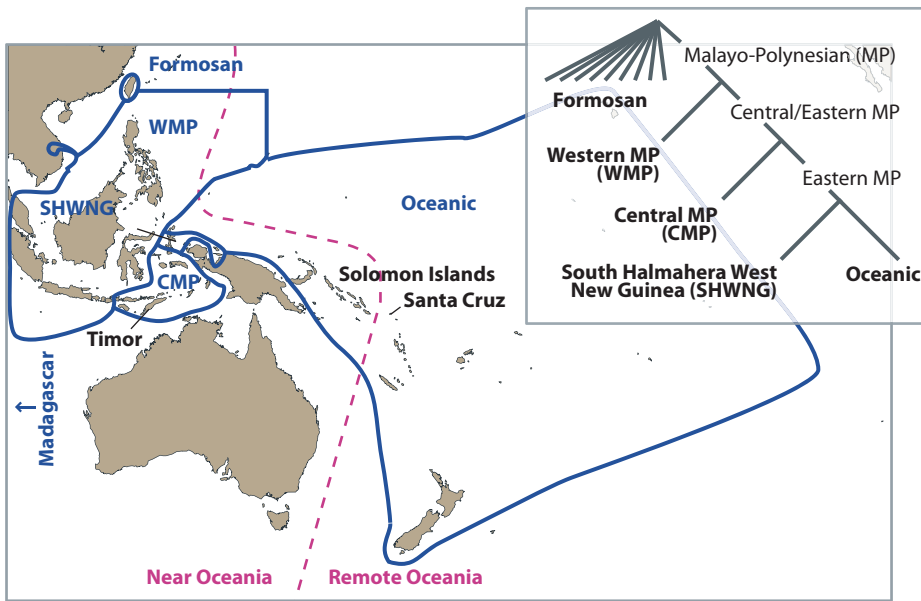 Malayo-Polynesian (MP)
Formosan
Central/Eastern MP
Western MP
(WMP)
Eastern MP
Central MP
(CMP)
South Halmahera West
New Guinea (SHWNG)
Oceanic
Formosan
WMP
SHWNG
Oceanic
CMP
Solomon Islands
Santa Cruz
Timor
Madagascar
Near Oceania
Remote Oceania